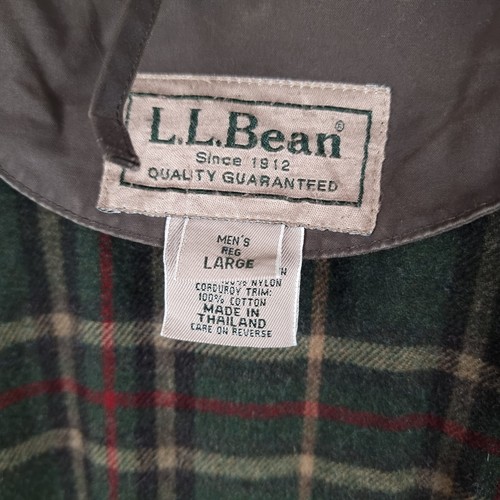 L.L.Bean®
Since 1912
QUALITY GUARANTEED
MEN'S
REG
LARGE
100% NYLON
CORDUROY TRIM:
100% COTTON
MADE IN
THAILAND
CARE ON REVERSE